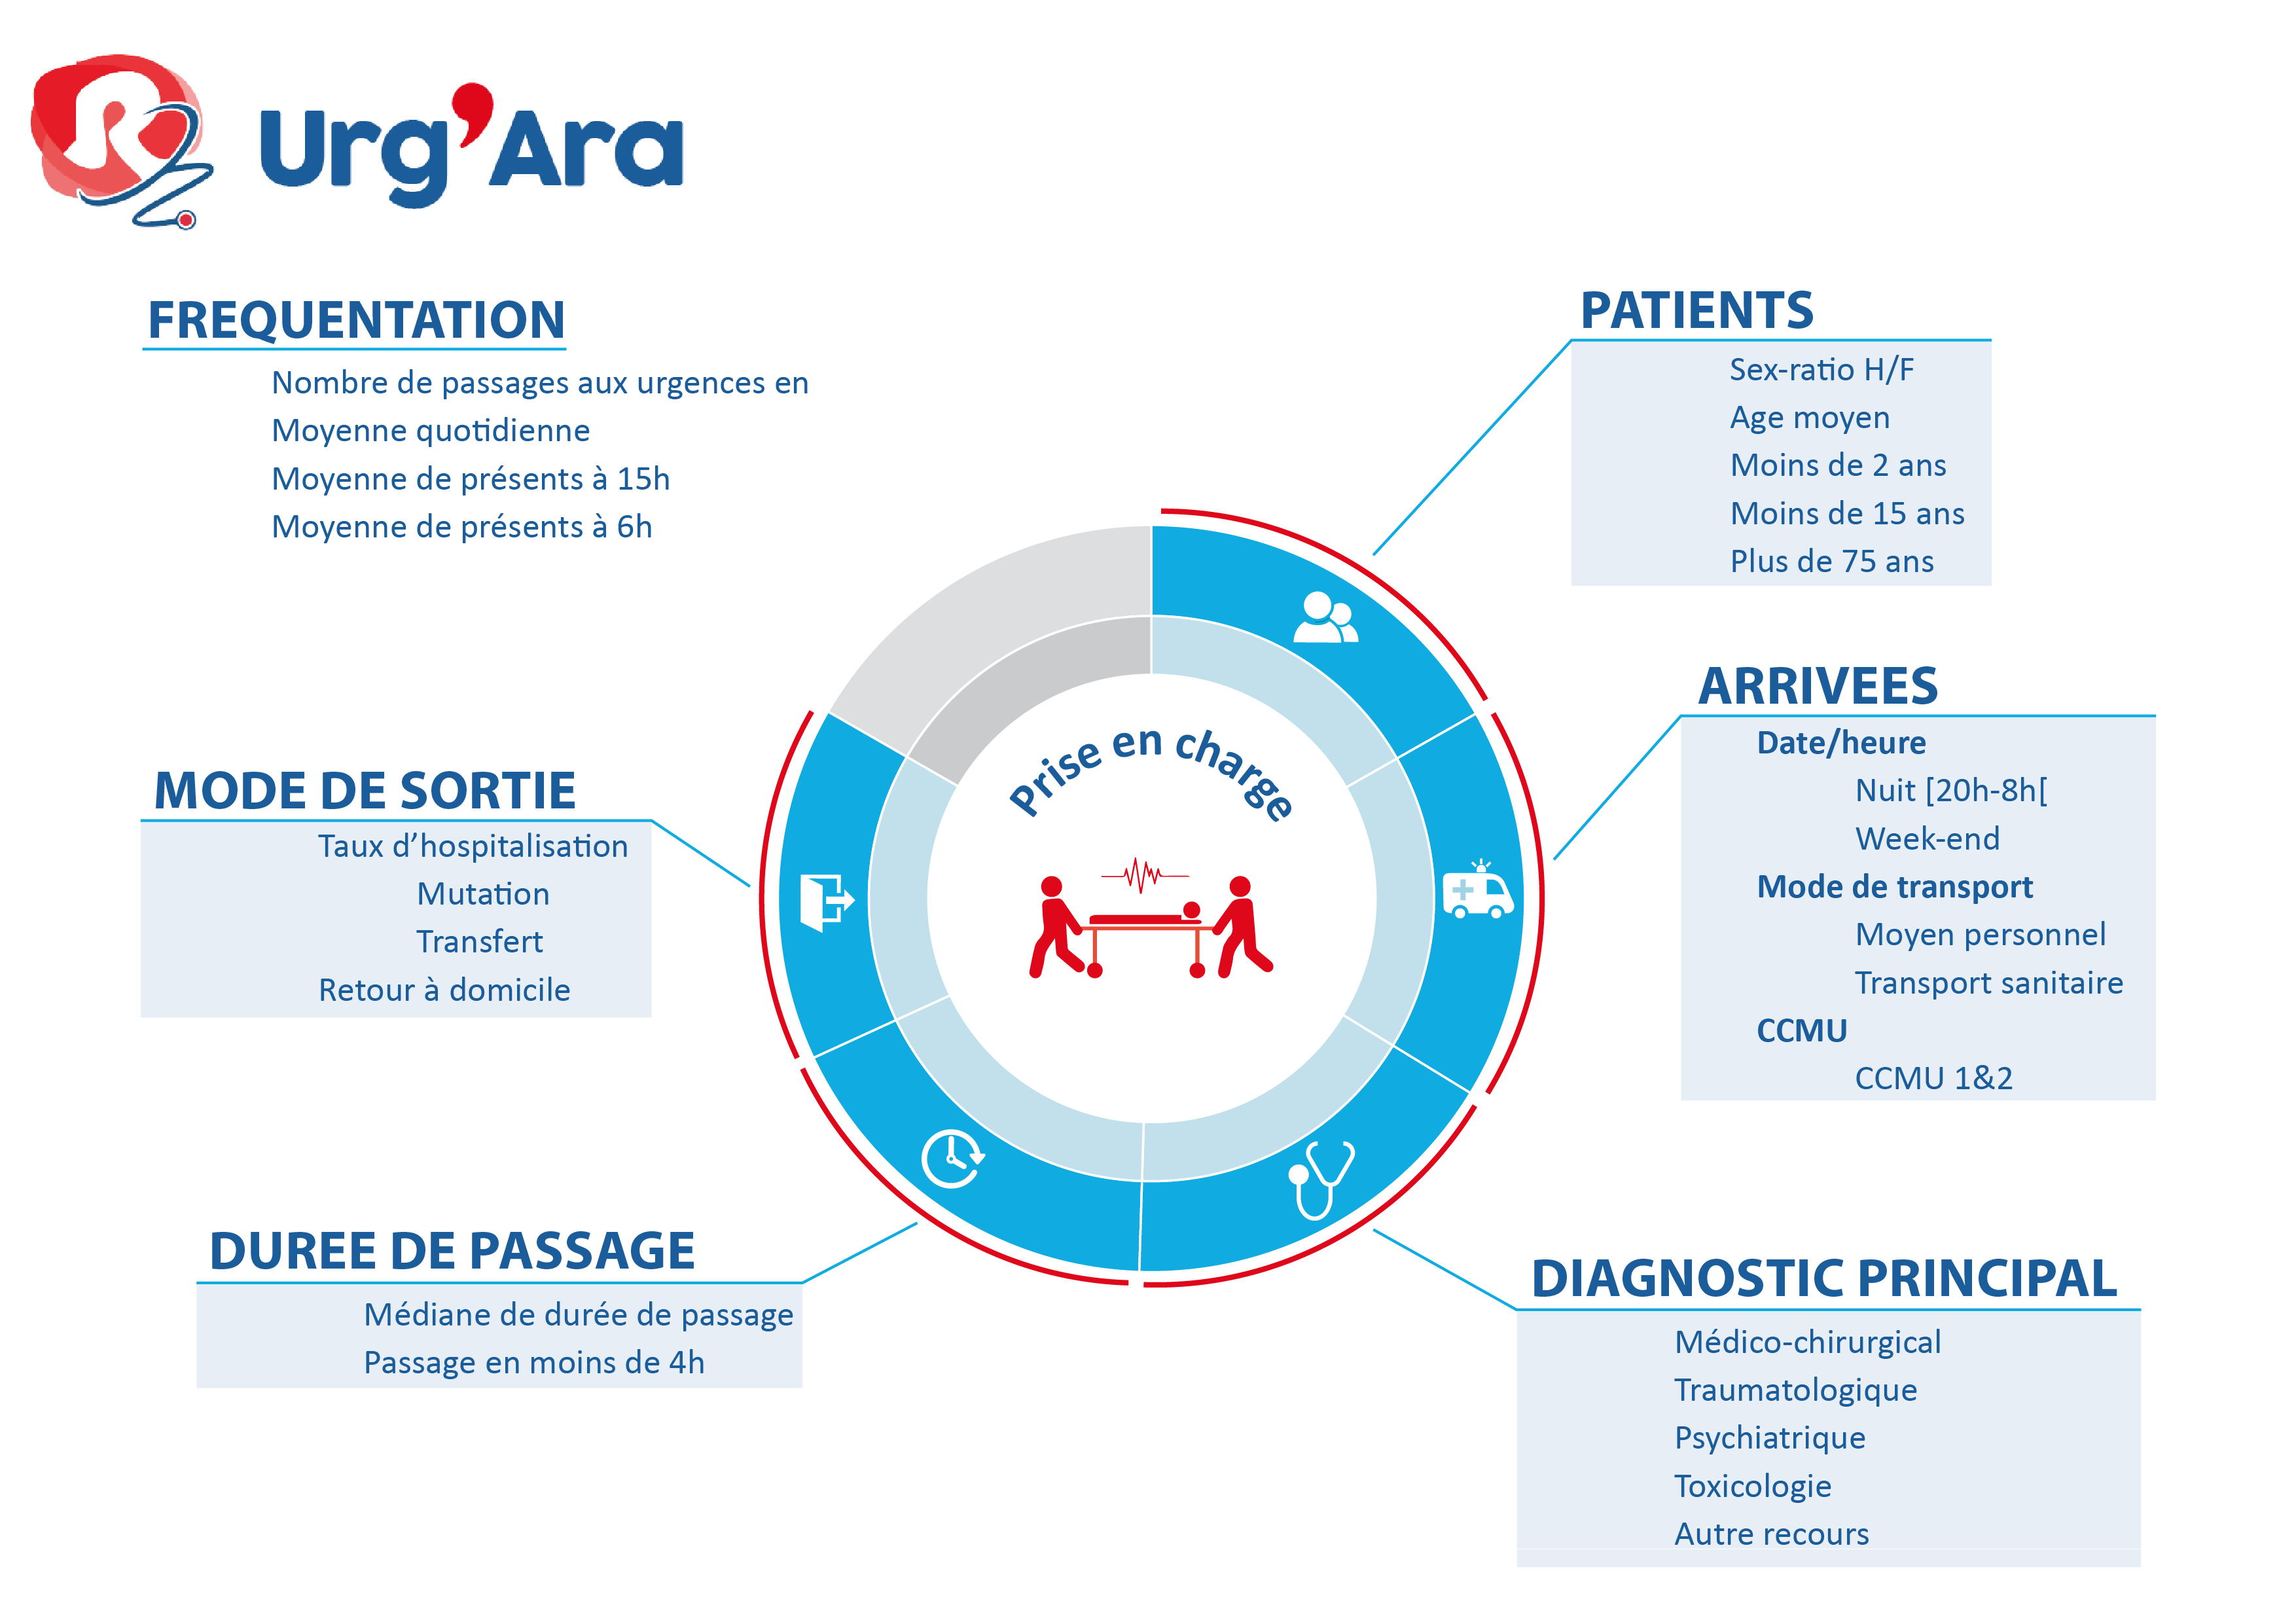 Urg'Ara
FREQUENTATION
Nombre de passages aux urgences en
Moyenne quotidienne
Moyenne de présents à 15h
Moyenne de présents à 6h
PATIENTS
Sex-ratio H/F
Age moyen
Moins de 2 ans
Moins de 15 ans
Plus de 75 ans
ARRIVEES
Date/heure
Nuit [20h-8h[
Week-end
Mode de transport
Moyen personnel
Transport sanitaire
CCMU
CCMU 1&2
Prise en charge
MODE DE SORTIE
Taux d’hospitalisation
Mutation
Transfert
Retour à domicile
DUREE DE PASSAGE
Médiane de durée de passage
Passage en moins de 4h
DIAGNOSTIC PRINCIPAL
Médico-chirurgical
Traumatologique
Psychiatrique
Toxicologie
Autre recours